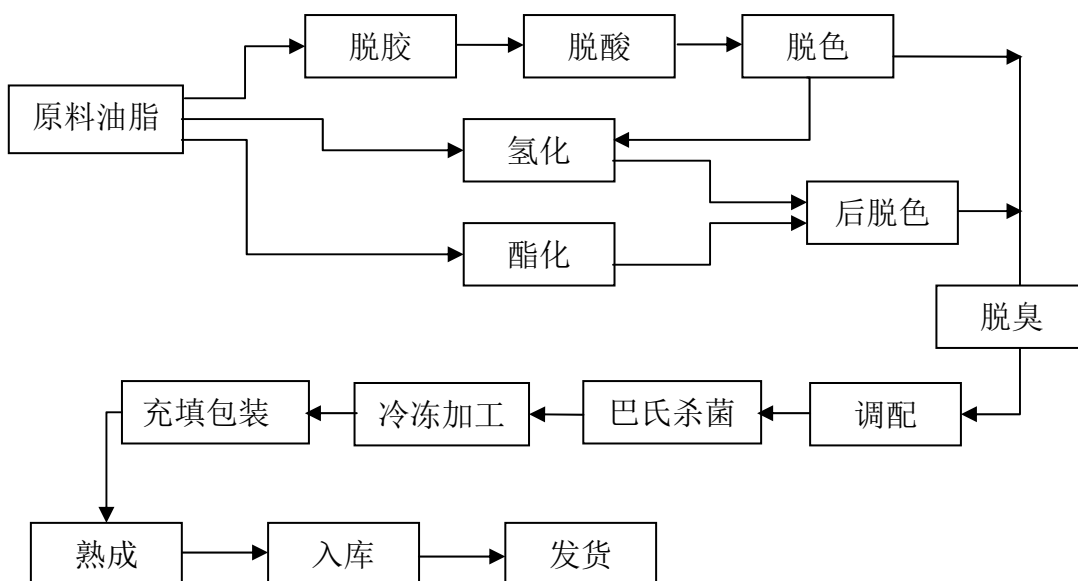 脱胶
脱酸
脱色
原料油脂
氢化
后脱色
酯化
脱臭
充填包装
冷冻加工
巴氏杀菌
调配
熟成
入库
发货